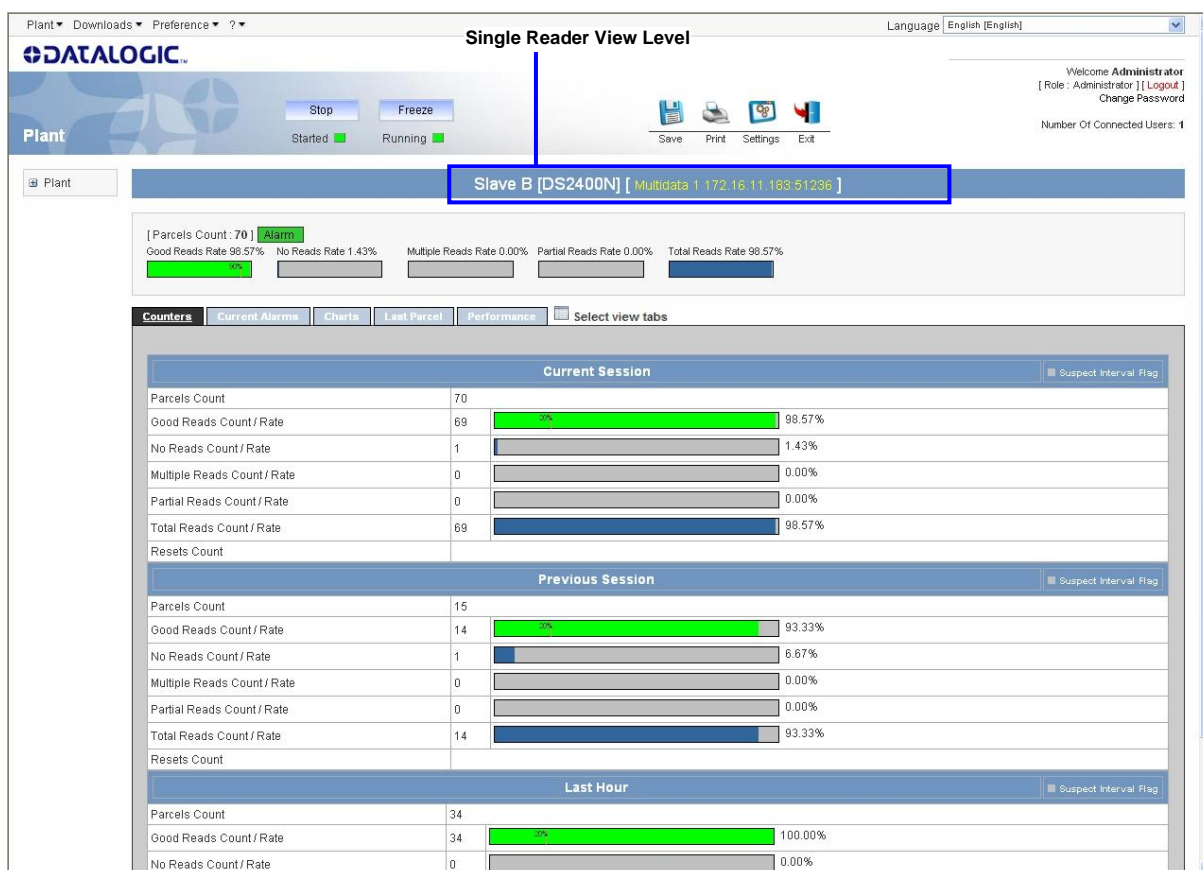 Plant Downloads Preference ? Language English [English]
Single Reader View Level
DATALOGIC™
Welcome Administrator
[ Role : Administrator ] [ Logout ]
Change Password
Number Of Connected Users: 1
Stop Freeze
Started Running
Save Print Settings Exit
Plant
Plant
Slave B [DS2400N] [ Multidata 1 172.16.11.183:51236 ]
[ Parcels Count : 70 ] Alarm
Good Reads Rate 98.57% No Reads Rate 1.43% Multiple Reads Rate 0.00% Partial Reads Rate 0.00% Total Reads Rate 98.57%
90%
Counters Current Alarms Charts Last Parcel Performance Select view tabs
Current Session Suspect Interval Flag
Parcels Count 70
Good Reads Count / Rate 69 20% 98.57%
No Reads Count / Rate 1 1.43%
Multiple Reads Count / Rate 0 0.00%
Partial Reads Count / Rate 0 0.00%
Total Reads Count / Rate 69 98.57%
Resets Count
Previous Session Suspect Interval Flag
Parcels Count 15
Good Reads Count / Rate 14 20% 93.33%
No Reads Count / Rate 1 6.67%
Multiple Reads Count / Rate 0 0.00%
Partial Reads Count / Rate 0 0.00%
Total Reads Count / Rate 14 93.33%
Resets Count
Last Hour Suspect Interval Flag
Parcels Count 34
Good Reads Count / Rate 34 20% 100.00%
No Reads Count / Rate 0 0.00%